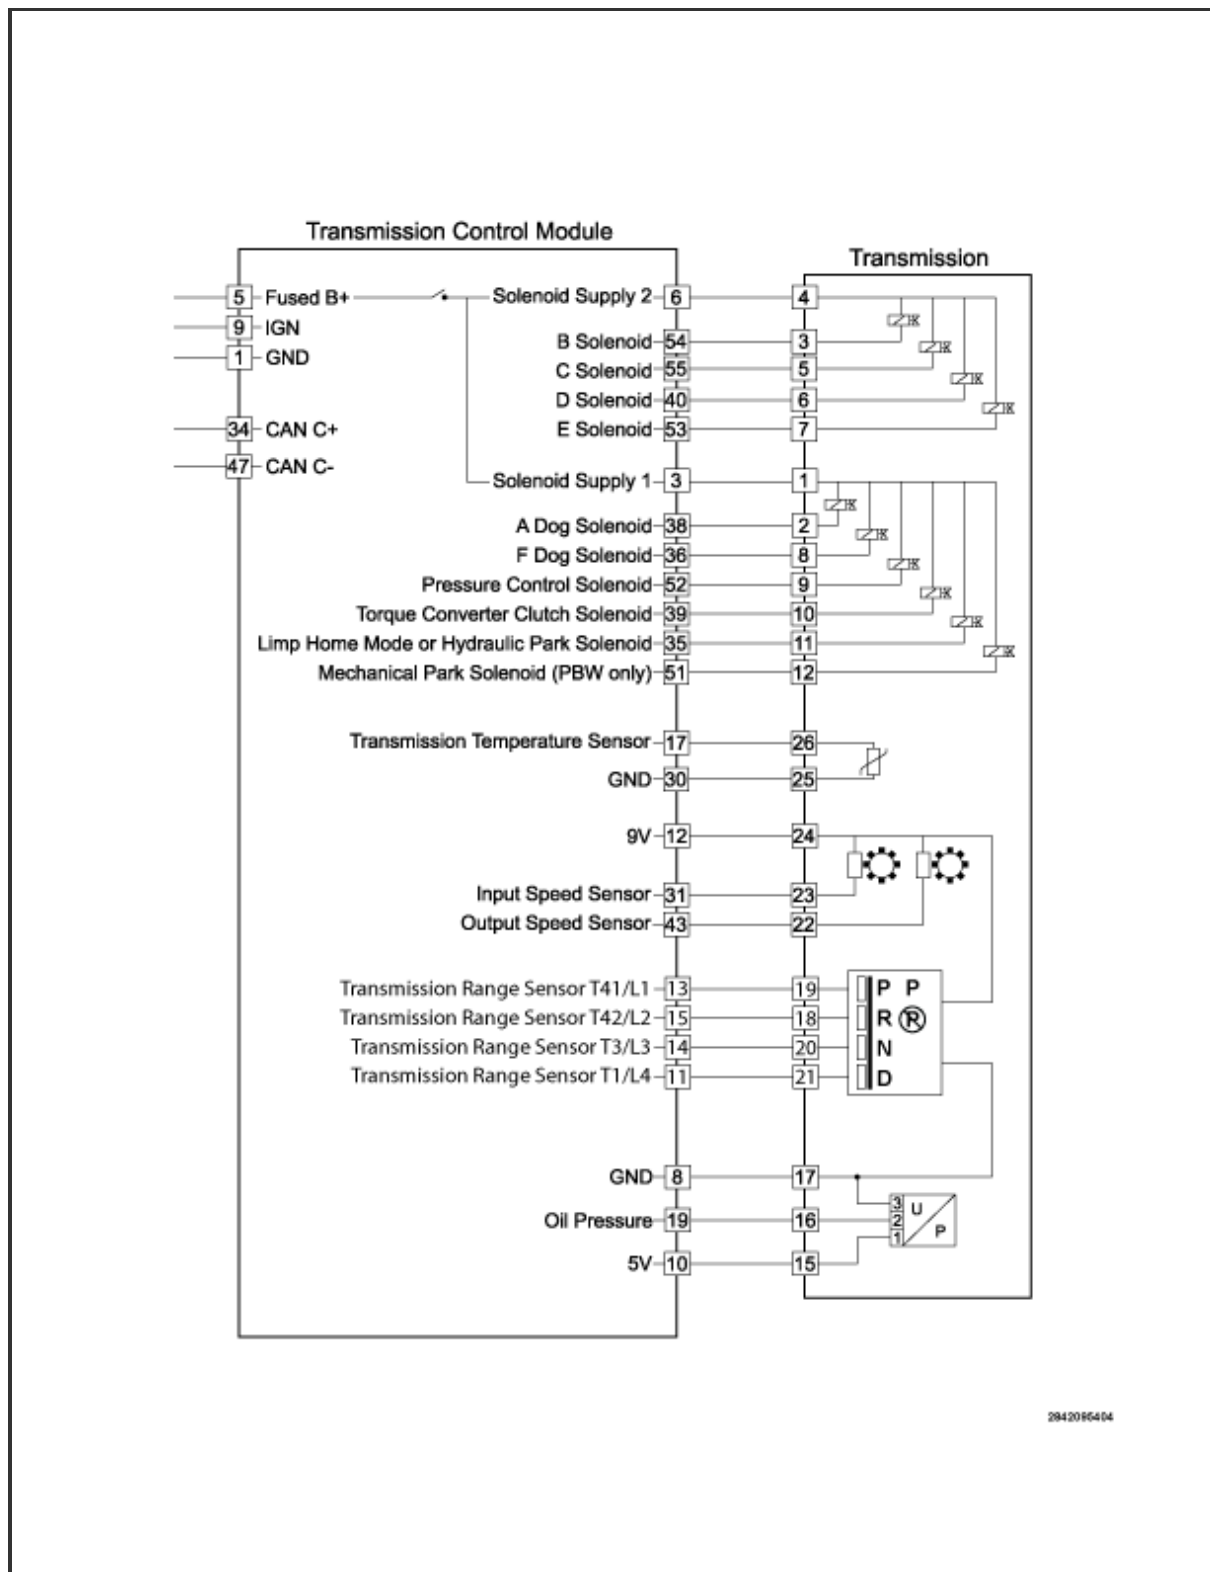 Transmission Control Module
Transmission
5 Fused B+ Solenoid Supply 2 6 4
9 IGN
1 GND
B Solenoid 54 3
C Solenoid 55 5
D Solenoid 40 6
34 CAN C+ E Solenoid 53 7
47 CAN C-
Solenoid Supply 1 3 1
A Dog Solenoid 38 2
F Dog Solenoid 36 8
Pressure Control Solenoid 52 9
Torque Converter Clutch Solenoid 39 10
Limp Home Mode or Hydraulic Park Solenoid 35 11
Mechanical Park Solenoid (PBW only) 51 12
Transmission Temperature Sensor 17 26
GND 30 25
9V 12 24
Input Speed Sensor 31 23
Output Speed Sensor 43 22
Transmission Range Sensor T41/L1 13 19 P P
Transmission Range Sensor T42/L2 15 18 R R
Transmission Range Sensor T3/L3 14 20 N
Transmission Range Sensor T1/L4 11 21 D
GND 8 17
3 U
Oil Pressure 19 16 2
1 P
5V 10 15
2942095404